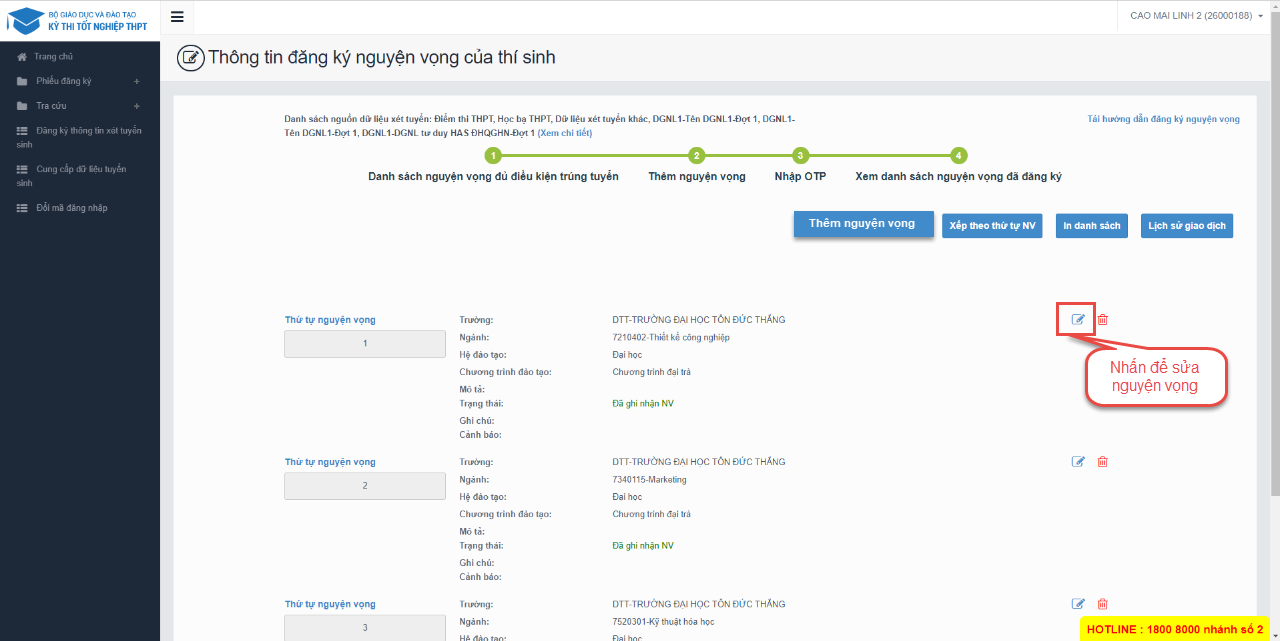 BỘ GIÁO DỤC VÀ ĐÀO TẠO
KỲ THI TỐT NGHIỆP THPT
CAO MAI LINH 2 (26000188)
Trang chủ
Phiếu đăng ký +
Tra cứu +
Đăng ký thông tin xét tuyển
sinh
Cung cấp dữ liệu tuyển
sinh
Đổi mã đăng nhập
Thông tin đăng ký nguyện vọng của thí sinh
Danh sách nguồn dữ liệu xét tuyển: Điểm thi THPT, Học bạ THPT, Dữ liệu xét tuyển khác, DGNL1-Tên DGNL1-Đợt 1, DGNL1-
Tên DGNL1-Đợt 1, DGNL1-DGNL tư duy HAS ĐHQGHN-Đợt 1 (Xem chi tiết)
Tải hướng dẫn đăng ký nguyện vọng
1 2 3 4
Danh sách nguyện vọng đủ điều kiện trúng tuyển Thêm nguyện vọng Nhập OTP Xem danh sách nguyện vọng đã đăng ký
Thêm nguyện vọng Xếp theo thứ tự NV In danh sách Lịch sử giao dịch
Thứ tự nguyện vọng
1
Trường: DTT-TRƯỜNG ĐẠI HỌC TÔN ĐỨC THẮNG
Ngành: 7210402-Thiết kế công nghiệp
Hệ đào tạo: Đại học
Chương trình đào tạo: Chương trình đại trà
Mô tả:
Trạng thái: Đã ghi nhận NV
Ghi chú:
Cảnh báo:
Nhấn để sửa
nguyện vọng
Thứ tự nguyện vọng
2
Trường: DTT-TRƯỜNG ĐẠI HỌC TÔN ĐỨC THẮNG
Ngành: 7340115-Marketing
Hệ đào tạo: Đại học
Chương trình đào tạo: Chương trình đại trà
Mô tả:
Trạng thái: Đã ghi nhận NV
Ghi chú:
Cảnh báo:
Thứ tự nguyện vọng
3
Trường: DTT-TRƯỜNG ĐẠI HỌC TÔN ĐỨC THẮNG
Ngành: 7520301-Kỹ thuật hóa học
Hệ đào tạo: Đại học
HOTLINE : 1800 8000 nhánh số 2